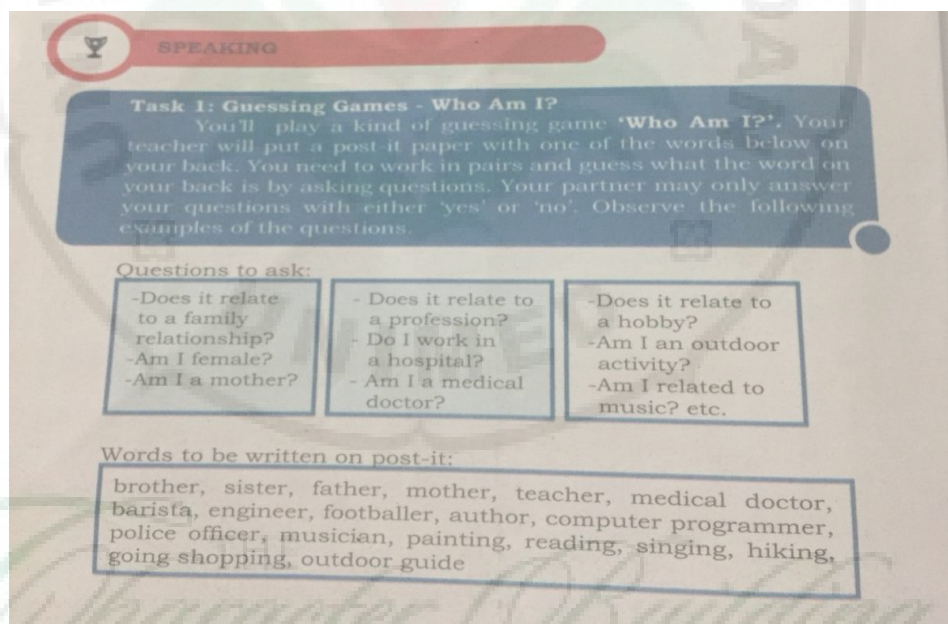 SPEAKING
Task 1: Guessing Games - Who Am I?
You'll play a kind of guessing game 'Who Am I?'. Your
teacher will put a post-it paper with one of the words below on
your back. You need to work in pairs and guess what the word on
your back is by asking questions. Your partner may only answer
your questions with either 'yes' or 'no'. Observe the following
examples of the questions.
Questions to ask:
-Does it relate
to a family
relationship?
-Am I female?
-Am I a mother?
- Does it relate to
a profession?
- Do I work in
a hospital?
- Am I a medical
doctor?
-Does it relate to
a hobby?
-Am I an outdoor
activity?
-Am I related to
music? etc.
Words to be written on post-it:
brother, sister, father, mother, teacher, medical doctor,
barista, engineer, footballer, author, computer programmer,
police officer, musician, painting, reading, singing, hiking,
going shopping, outdoor guide
Character Building